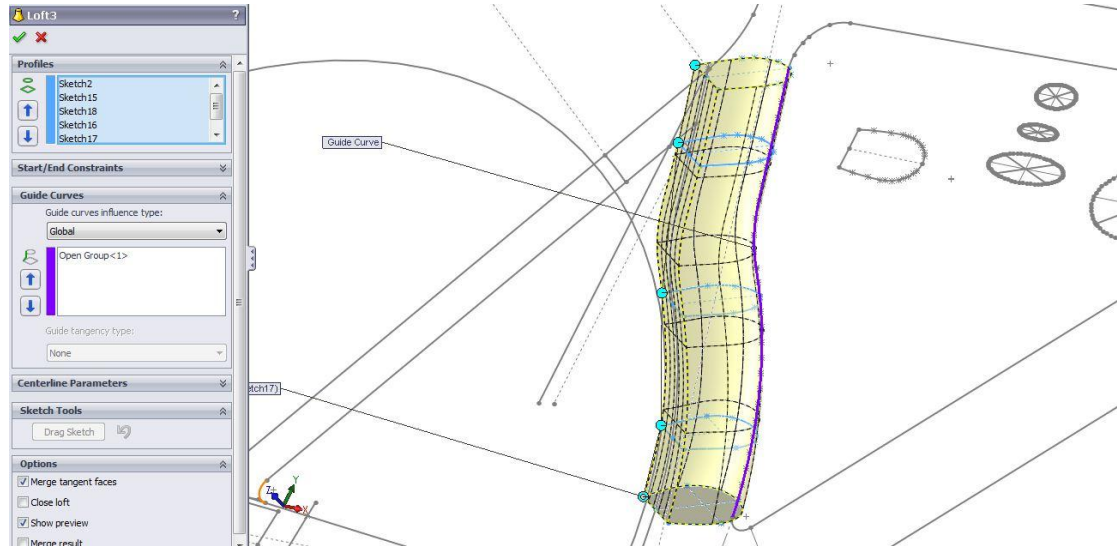 Loft3
?
Profiles
Sketch2
Sketch15
Sketch18
Sketch16
Sketch17
Start/End Constraints
Guide Curves
Guide curves influence type:
Global
Open Group<1>
Guide tangency type:
None
Centerline Parameters
Sketch Tools
Drag Sketch
Options
Merge tangent faces
Close loft
Show preview
Merge result
Guide Curve
etch17)
Y
Z
X